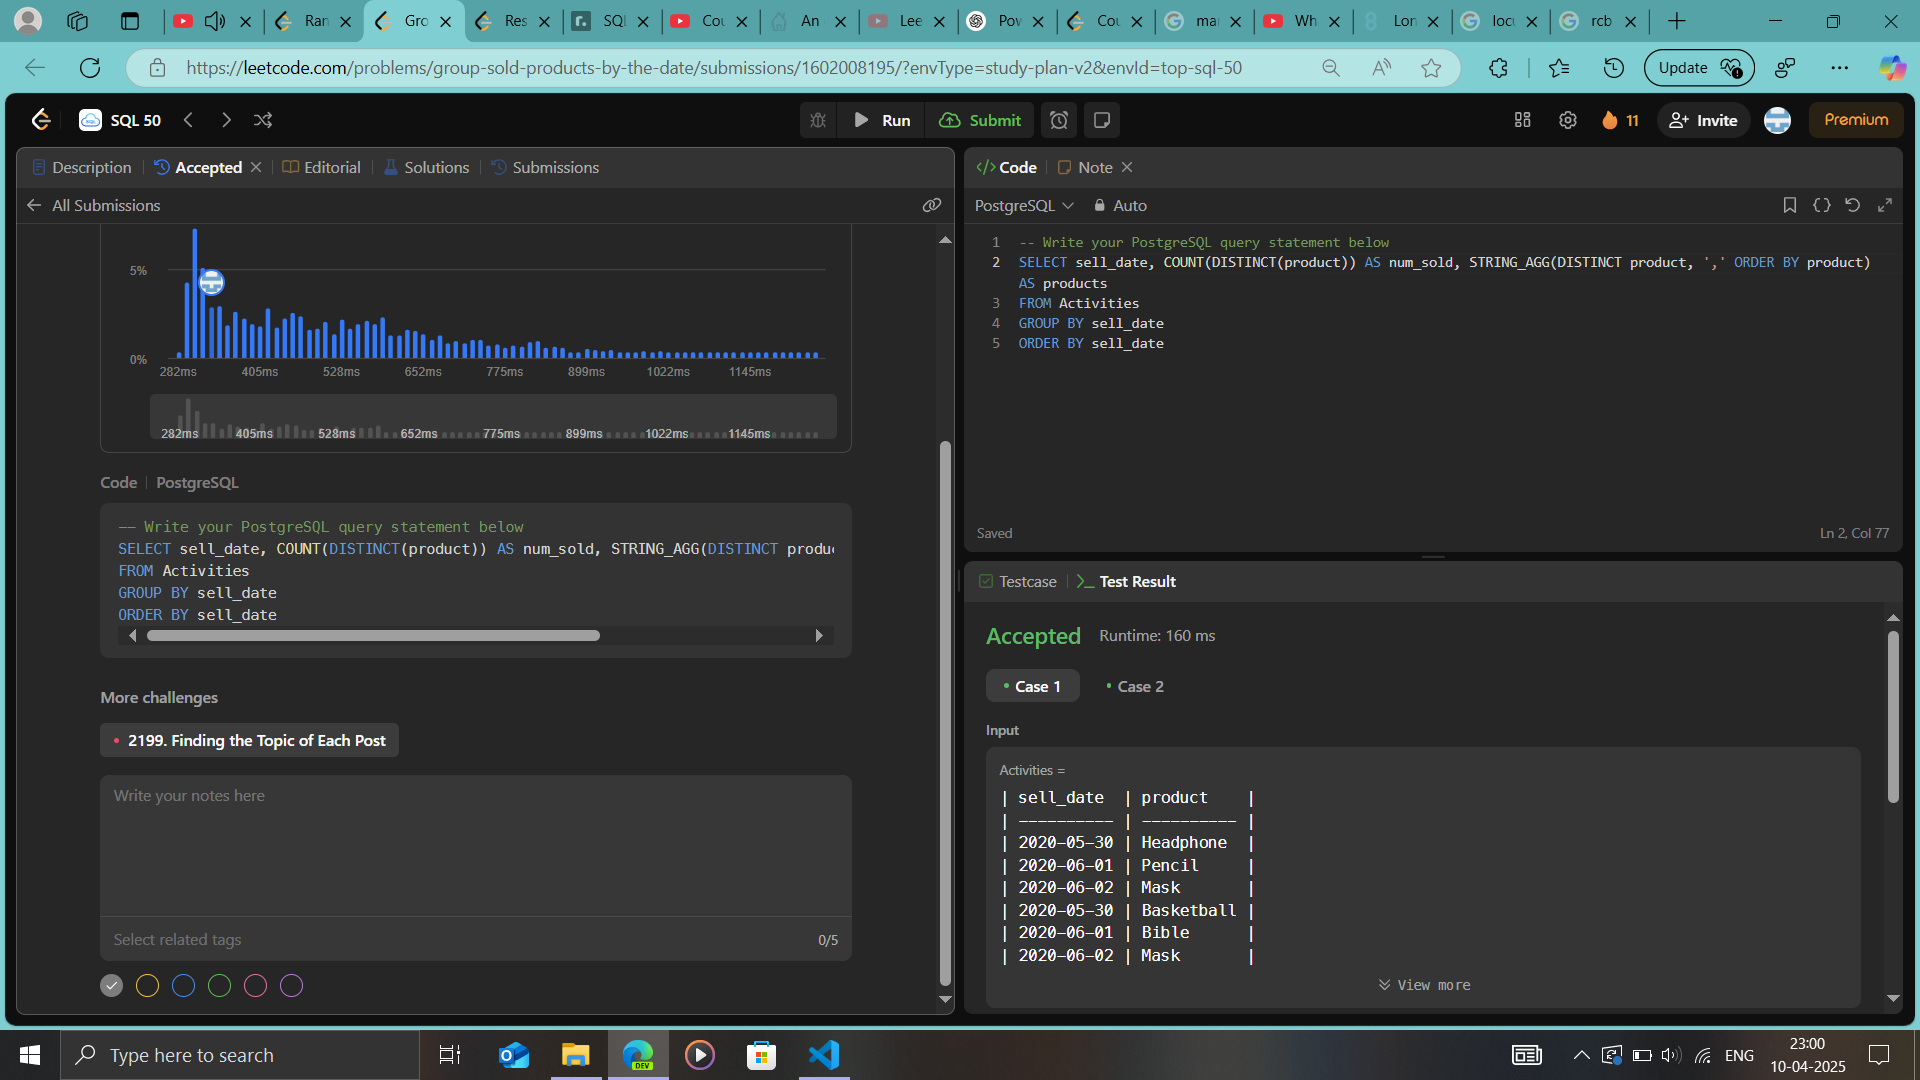 Ran
Gro
Res
SQL
Cou
An
Lee
Pow
Cou
ma
Wh
Lon
locu
rcb
https://leetcode.com/problems/group-sold-products-by-the-date/submissions/1602008195/?envType=study-plan-v2&envId=top-sql-50
Update
SQL 50
Run
Submit
11
Invite
Premium
Description
Accepted
Editorial
Solutions
Submissions
All Submissions
5%
0%
282ms 405ms 528ms 652ms 775ms 899ms 1022ms 1145ms
282ms 405ms 528ms 652ms 775ms 899ms 1022ms 1145ms
Code | PostgreSQL
-- Write your PostgreSQL query statement below
SELECT sell_date, COUNT(DISTINCT(product)) AS num_sold, STRING_AGG(DISTINCT produc
FROM Activities
GROUP BY sell_date
ORDER BY sell_date
More challenges
2199. Finding the Topic of Each Post
Write your notes here
Select related tags
0/5
</> Code
Note
PostgreSQL
Auto
1 -- Write your PostgreSQL query statement below
2 SELECT sell_date, COUNT(DISTINCT(product)) AS num_sold, STRING_AGG(DISTINCT product, ',' ORDER BY product)
AS products
3 FROM Activities
4 GROUP BY sell_date
5 ORDER BY sell_date
Saved
Ln 2, Col 77
Testcase
Test Result
Accepted Runtime: 160 ms
Case 1
Case 2
Input
Activities =
| sell_date | product |
| ---------- | ---------- |
| 2020-05-30 | Headphone |
| 2020-06-01 | Pencil |
| 2020-06-02 | Mask |
| 2020-05-30 | Basketball |
| 2020-06-01 | Bible |
| 2020-06-02 | Mask |
View more
Type here to search
DEV
ENG
23:00
10-04-2025